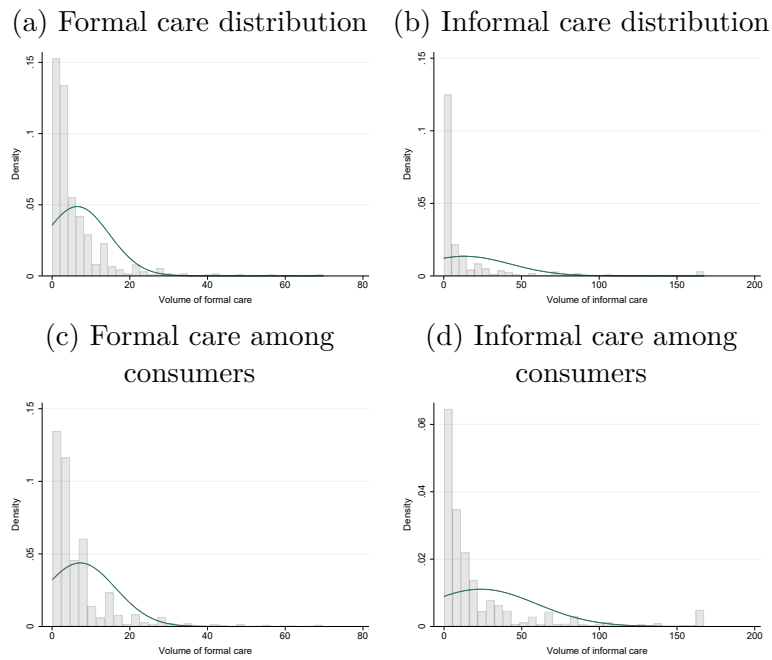 (a) Formal care distribution
(b) Informal care distribution
.15
.1
.05
0
Density
0 20 40 60 80
Volume of formal care
.15
.1
.05
0
Density
0 50 100 150 200
Volume of informal care
(c) Formal care among
consumers
(d) Informal care among
consumers
.15
.1
.05
0
Density
0 20 40 60 80
Volume of formal care
.06
.04
.02
0
Density
0 50 100 150 200
Volume of informal care